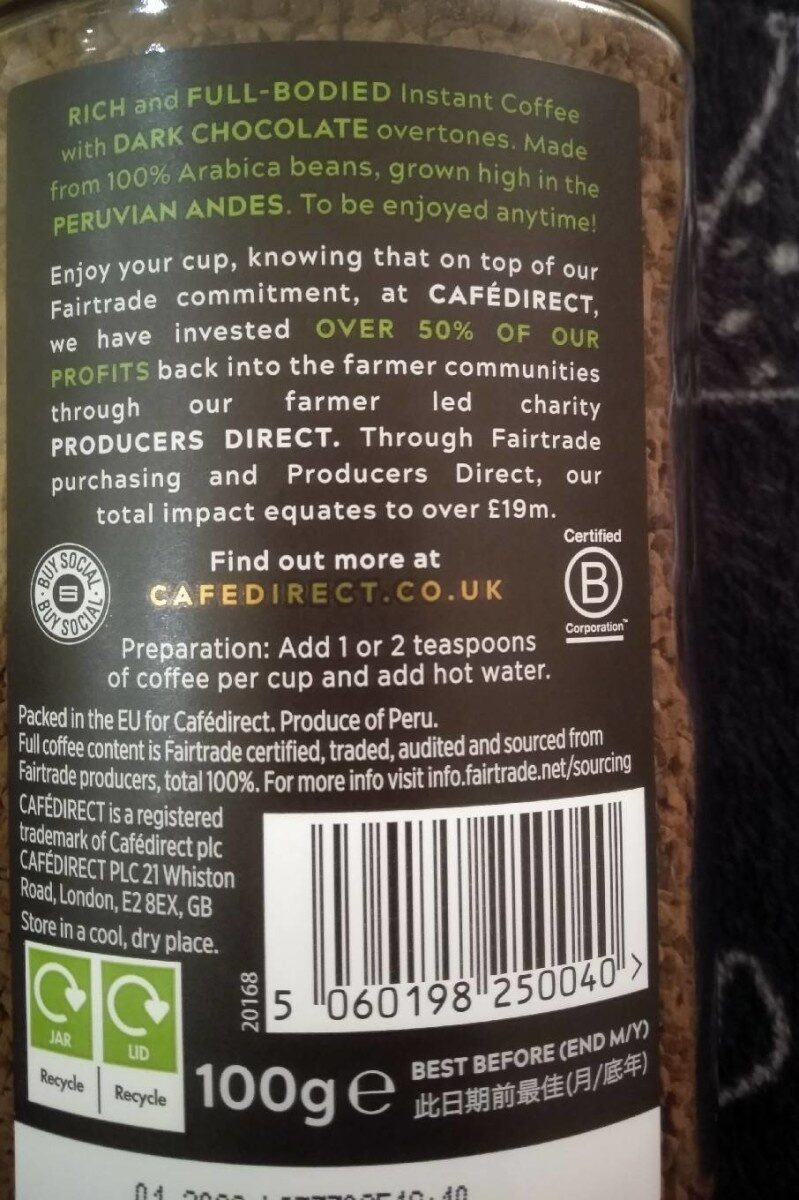 RICH and FULL-BODIED Instant Coffee
with DARK CHOCOLATE overtones. Made
from 100% Arabica beans, grown high in the
PERUVIAN ANDES. To be enjoyed anytime!
Enjoy your cup, knowing that on top of our
Fairtrade commitment, at CAFÉDIRECT,
we have invested OVER 50% OF OUR
PROFITS back into the farmer communities
through our farmer led charity
PRODUCERS DIRECT. Through Fairtrade
purchasing and Producers Direct, our
total impact equates to over £19m.
BUY SOCIAL • BUY SOCIAL •
Find out more at
CAFEDIRECT.CO.UK
Certified
B
Corporation™
Preparation: Add 1 or 2 teaspoons
of coffee per cup and add hot water.
Packed in the EU for Cafédirect. Produce of Peru.
Full coffee content is Fairtrade certified, traded, audited and sourced from
Fairtrade producers, total 100%. For more info visit info.fairtrade.net/sourcing
CAFÉDIRECT is a registered
trademark of Cafédirect plc
CAFÉDIRECT PLC 21 Whiston
Road, London, E2 8EX, GB
Store in a cool, dry place.
20168
5 060198 250040 >
JAR
Recycle
LID
Recycle
100g e
BEST BEFORE (END M/Y)
此日期前最佳(月/底年)